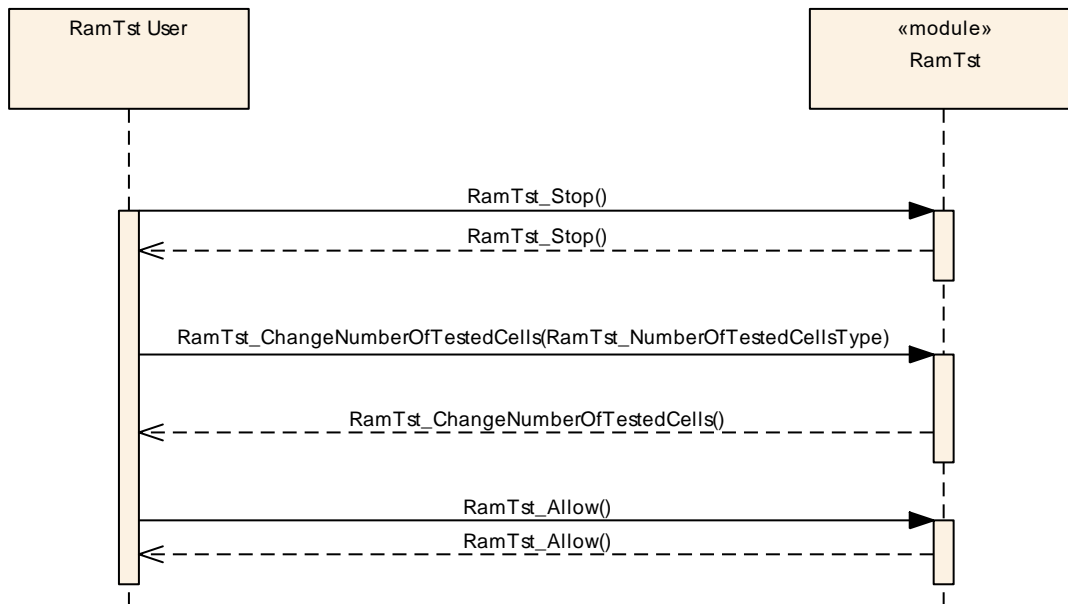 RamTst User
«module»
RamTst
RamTst_Stop()
RamTst_Stop()
RamTst_ChangeNumberOfTestedCells(RamTst_NumberOfTestedCellsType)
RamTst_ChangeNumberOfTestedCells()
RamTst_Allow()
RamTst_Allow()